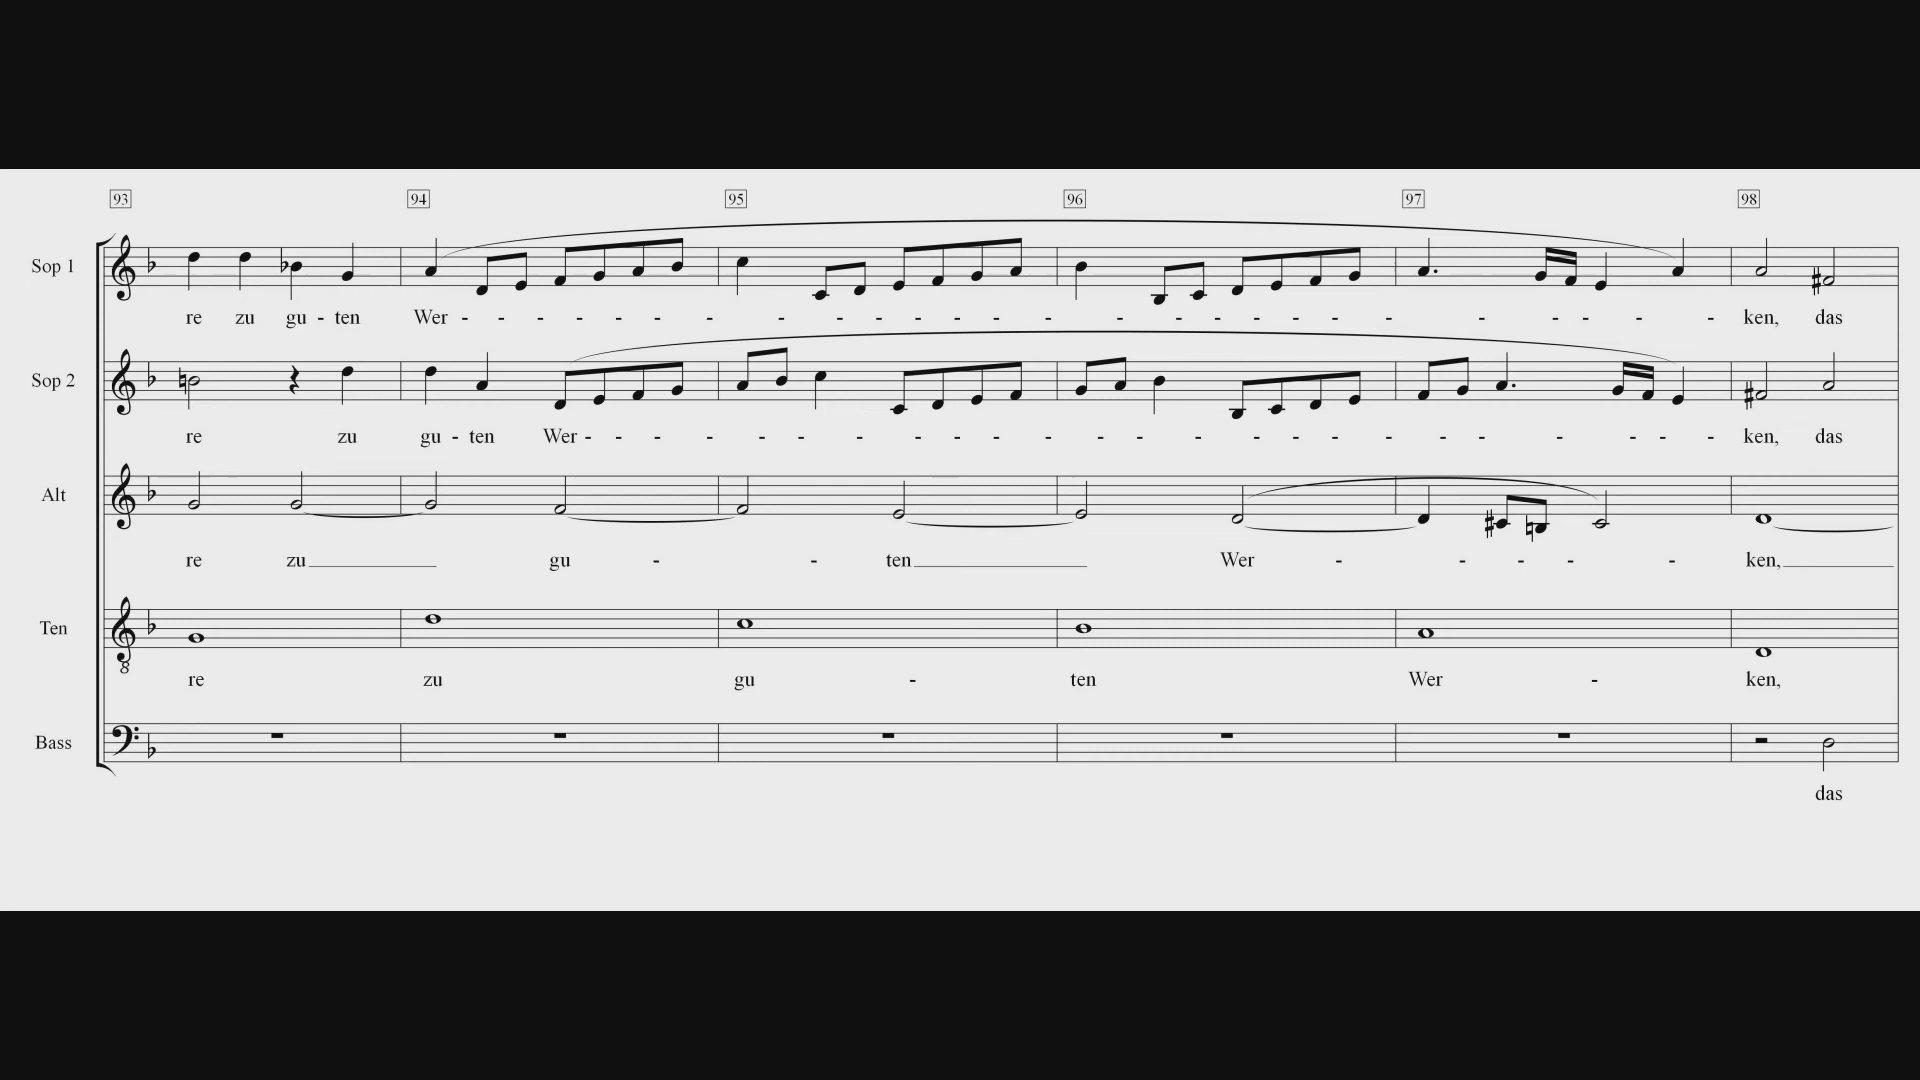 93 94 95 96 97 98
Sop 1
re zu gu - ten Wer - - - - - - - - - - - - - - - - - - - - - - - - - - - - ken, das
Sop 2
re zu gu - ten Wer - - - - - - - - - - - - - - - - - - - - - - - - - ken, das
Alt
re zu gu - - ten Wer - - - - - ken,
Ten
8
re zu gu - ten Wer - ken,
Bass
das